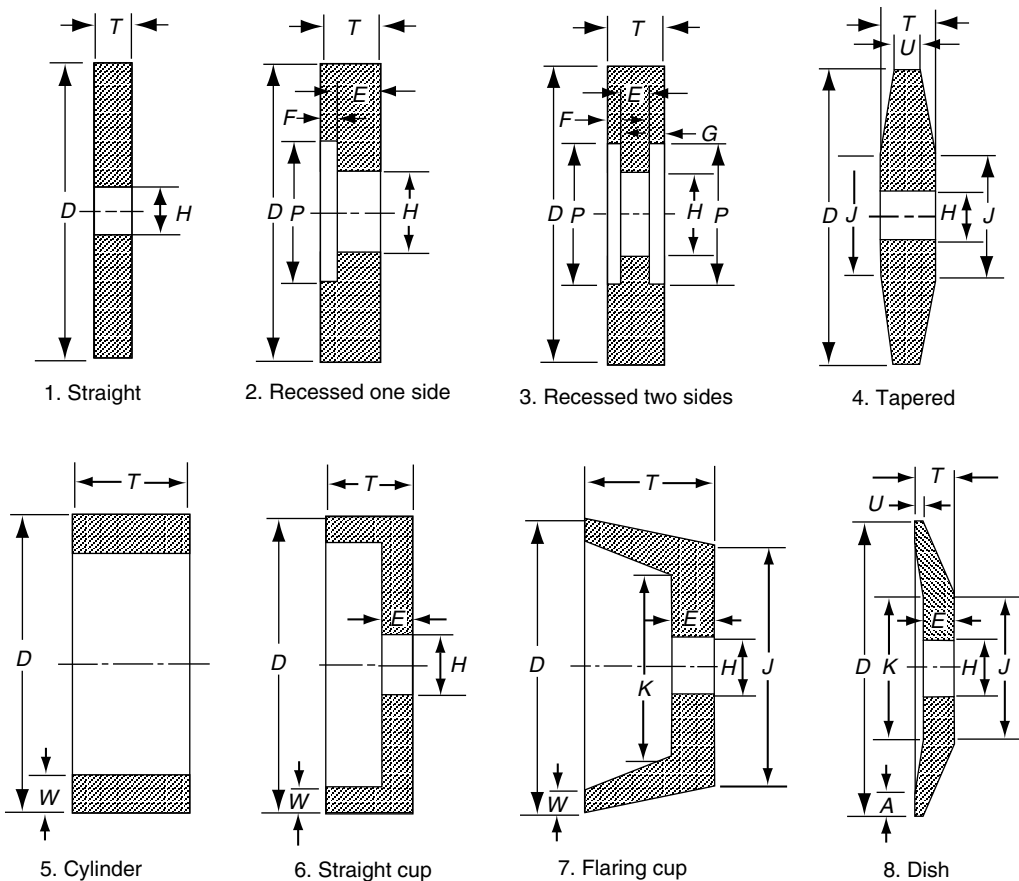 T
D
H
1. Straight
T
E
F
D
P
H
2. Recessed one side
T
E
F
G
D
P
H
P
3. Recessed two sides
T
U
D
J
H
J
4. Tapered
T
D
W
5. Cylinder
T
E
D
H
W
6. Straight cup
T
E
D
K
H
J
W
7. Flaring cup
T
U
E
D
K
H
J
A
8. Dish